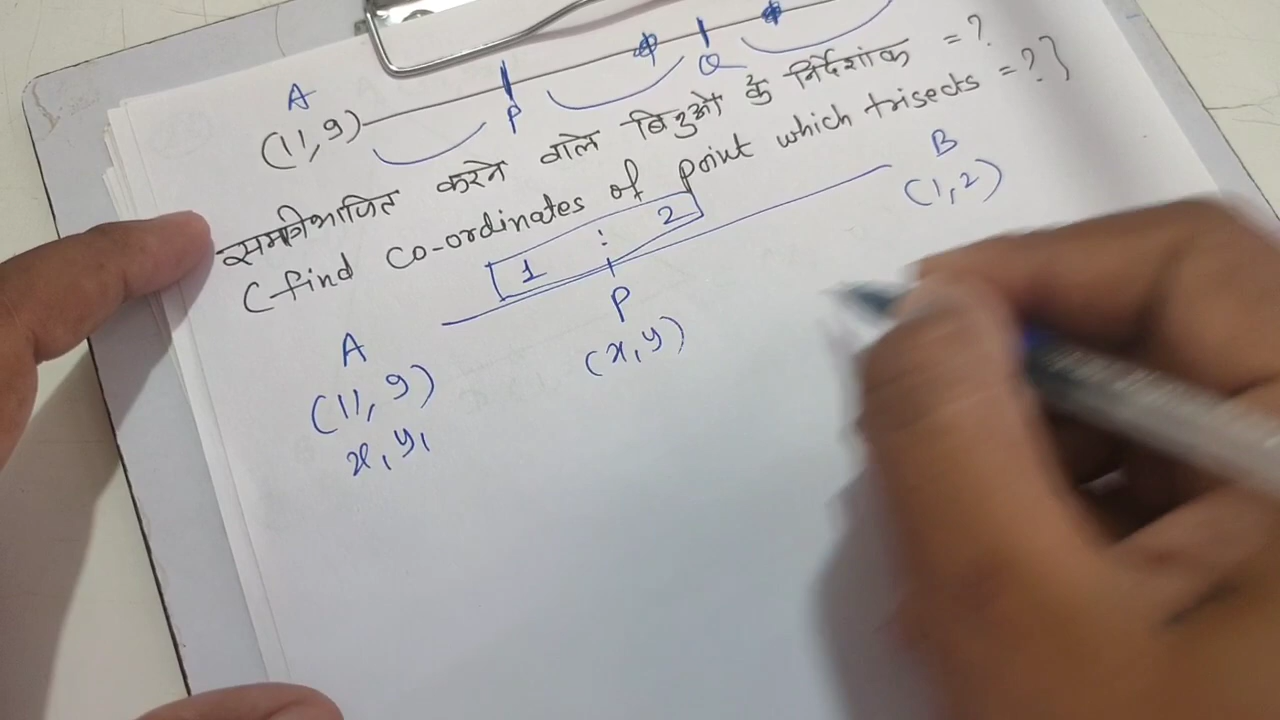 A
(11, 9)
P
Q
समत्रिभाजित करने वाले बिंदुओं के निर्देशांक = ?
(find co-ordinates of point which trisects = ?}
1 : 2
B
(1, 2)
P
(x, y)
A
(11, 9)
x₁ y₁